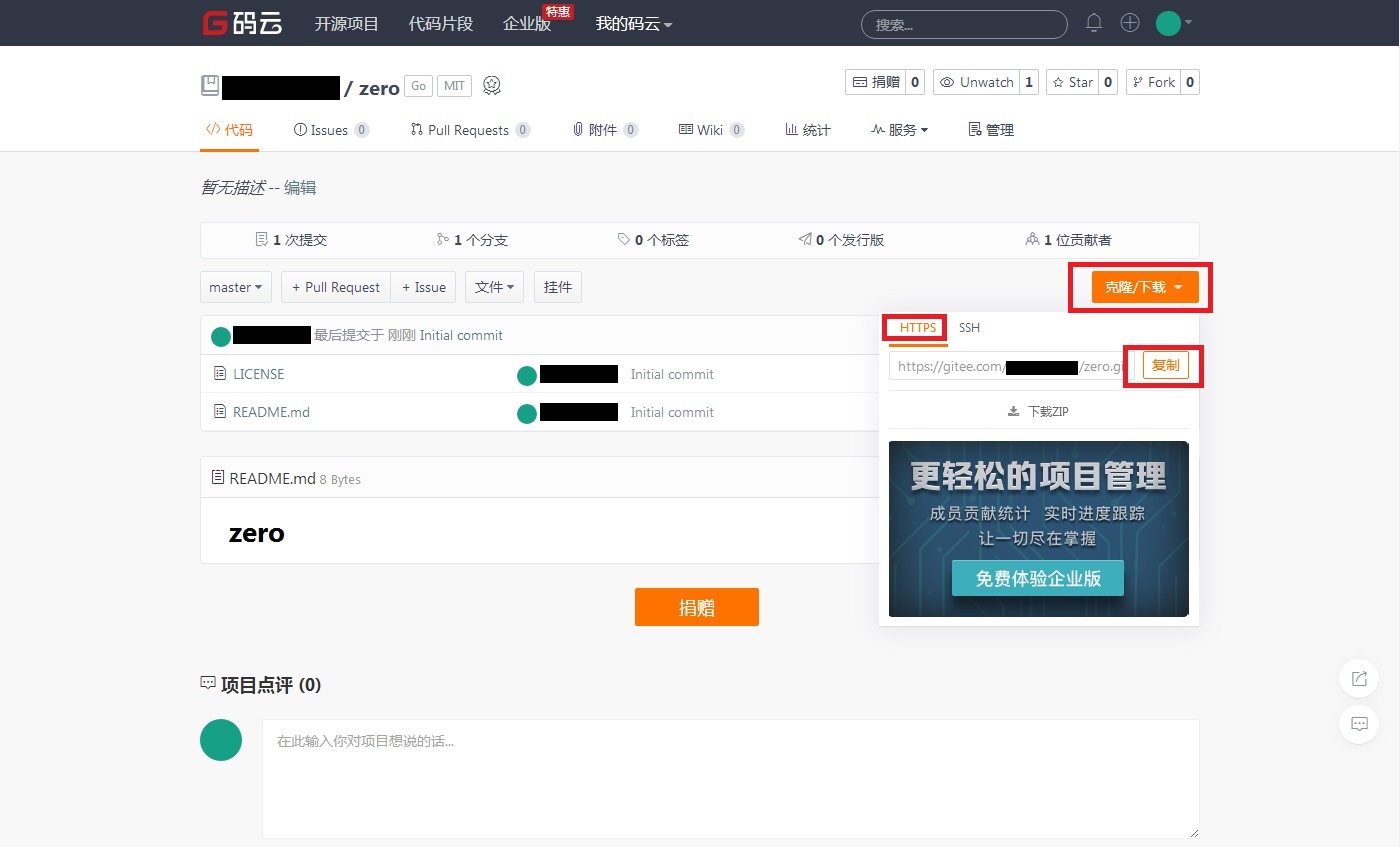 G码云 开源项目 代码片段 企业版 特惠 我的码云 搜索...
/ zero Go MIT 捐赠 0 Unwatch 1 Star 0 Fork 0
代码 Issues 0 Pull Requests 0 附件 0 Wiki 0 统计 服务 管理
暂无描述 -- 编辑
1 次提交 1 个分支 0 个标签 0 个发行版 1 位贡献者
master + Pull Request + Issue 文件 挂件 克隆/下载
HTTPS SSH
最后提交于 刚刚 Initial commit
https://gitee.com/ /zero.gi 复制
LICENSE Initial commit
README.md Initial commit
下载ZIP
README.md 8 Bytes
zero
更轻松的项目管理
成员贡献统计 实时进度跟踪
让一切尽在掌握
免费体验企业版
捐赠
项目点评 (0)
在此输入你对项目想说的话...